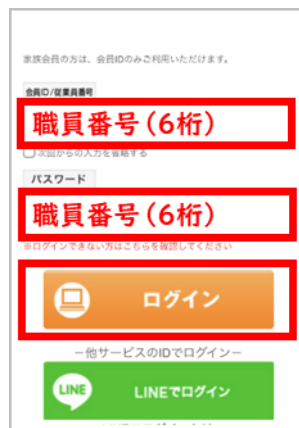 家族会員の方は、会員IDのみご利用いただけます。
会員ID/従業員番号
職員番号(6桁)
次回からの入力を省略する
パスワード
職員番号(6桁)
※ログインできない方はこちらを確認してください
ログイン
-他サービスのIDでログイン-
LINE LINEでログイン